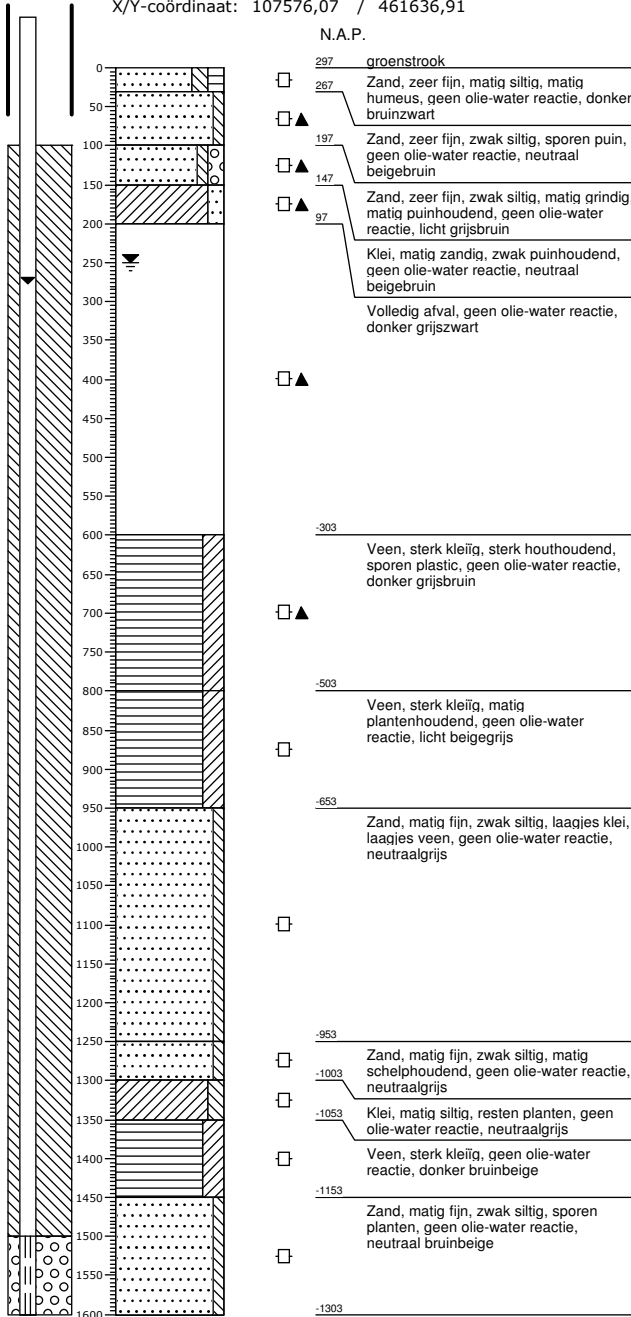 X/Y-coördinaat: 107576,07 / 461636,91
N.A.P.
0
50
100
150
200
250
300
350
400
450
500
550
600
650
700
750
800
850
900
950
1000
1050
1100
1150
1200
1250
1300
1350
1400
1450
1500
1550
1600
297 groenstrook
267 Zand, zeer fijn, matig siltig, matig
humeus, geen olie-water reactie, donker
bruinzwart
197 Zand, zeer fijn, zwak siltig, sporen puin,
geen olie-water reactie, neutraal
beigebruin
147 Zand, zeer fijn, zwak siltig, matig grindig,
matig puinhoudend, geen olie-water
reactie, licht grijsbruin
97
Klei, matig zandig, zwak puinhoudend,
geen olie-water reactie, neutraal
beigebruin
Volledig afval, geen olie-water reactie,
donker grijszwart
-303
Veen, sterk kleiïg, sterk houthoudend,
sporen plastic, geen olie-water reactie,
donker grijsbruin
-503
Veen, sterk kleiïg, matig
plantenhoudend, geen olie-water
reactie, licht beigegrijs
-653
Zand, matig fijn, zwak siltig, laagjes klei,
laagjes veen, geen olie-water reactie,
neutraalgrijs
-953
Zand, matig fijn, zwak siltig, matig
schelphoudend, geen olie-water reactie,
neutraalgrijs
-1003
Klei, matig siltig, resten planten, geen
olie-water reactie, neutraalgrijs
-1053
Veen, sterk kleiïg, geen olie-water
reactie, donker bruinbeige
-1153
Zand, matig fijn, zwak siltig, sporen
planten, geen olie-water reactie,
neutraal bruinbeige
-1303